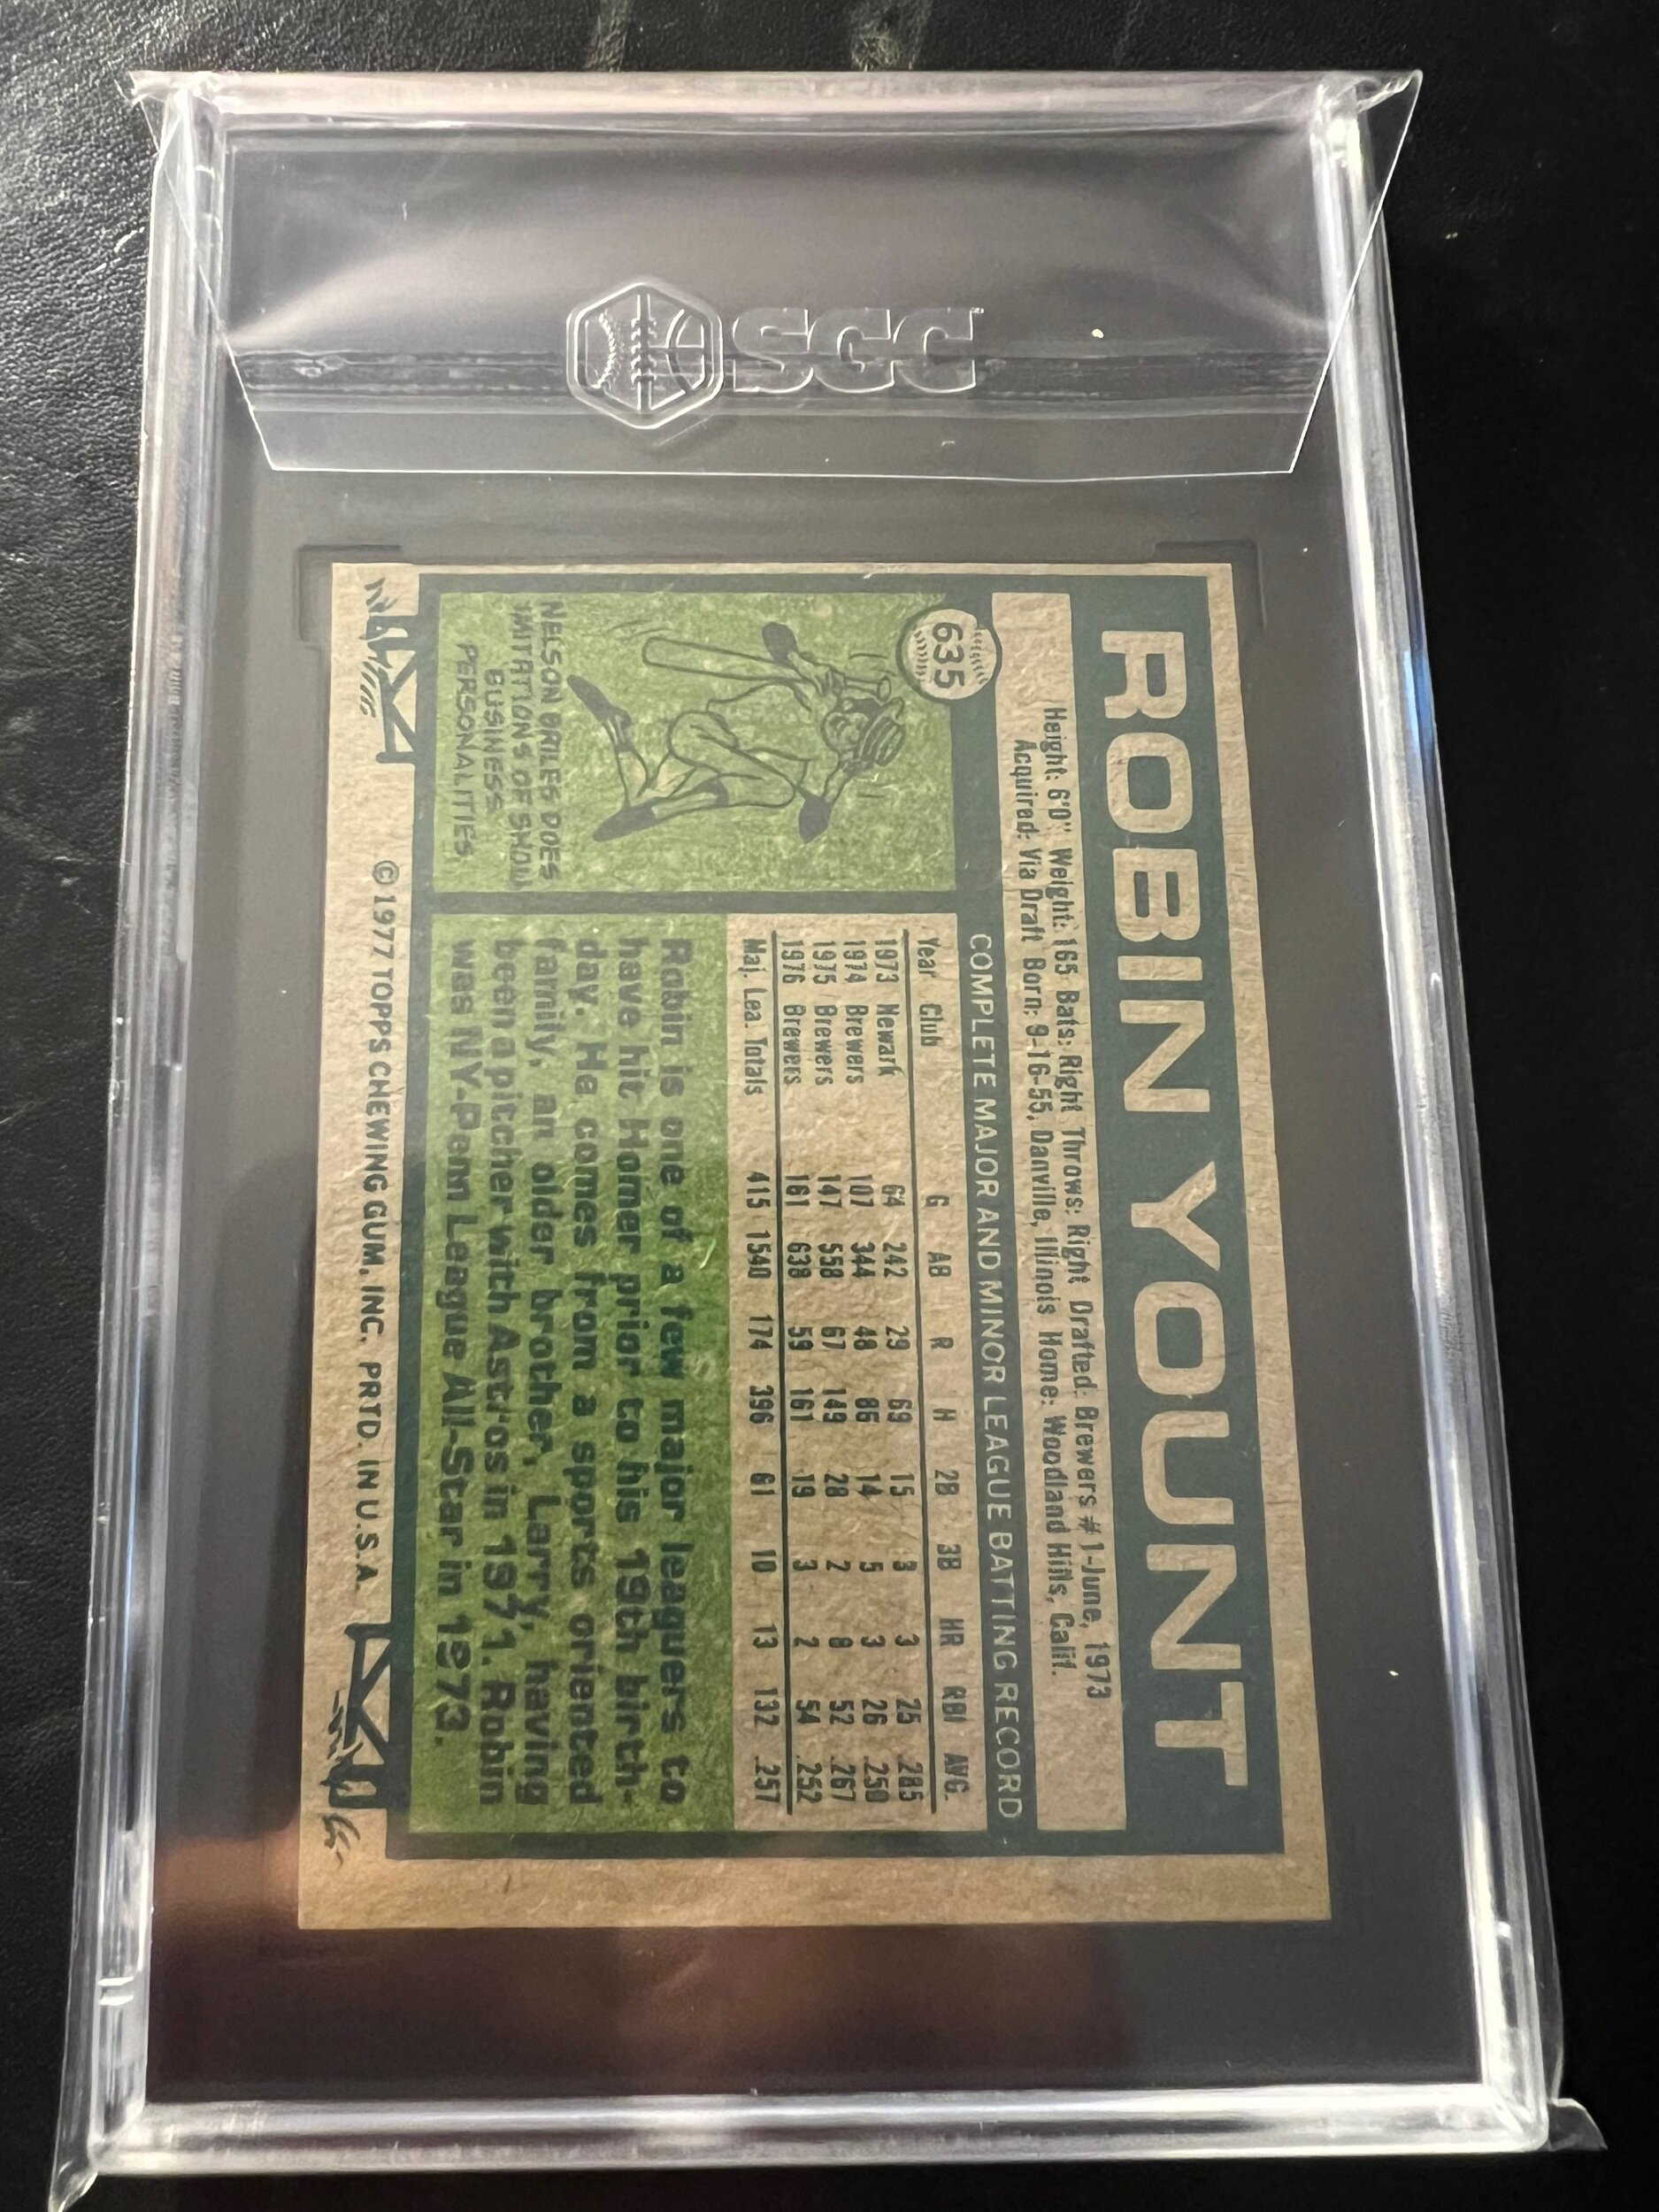 SGC
ROBIN YOUNT
Height: 6'0" Weight: 165 Bats: Right Throws: Right Drafted: Brewers #1-June, 1973
Acquired: Via Draft Born: 9-16-55, Danville, Illinois Home: Woodland Hills, Calif.
635
COMPLETE MAJOR AND MINOR LEAGUE BATTING RECORD
Year Club G AB R H 2B 3B HR RBI AVG.
1973 Newark 64 242 29 69 15 3 3 25 .285
1974 Brewers 107 344 48 86 14 5 3 26 .250
1975 Brewers 147 558 67 149 28 2 8 52 .267
1976 Brewers 161 638 59 161 19 3 2 54 .252
Maj. Lea. Totals 415 1540 174 396 61 10 13 132 .257
NELSON BRILES DOES
IMITATIONS OF SHOW
BUSINESS
PERSONALITIES
Robin is one of a few major leaguers to
have hit Homer prior to his 19th birth-
day. He comes from a sports oriented
family, an older brother, Larry, having
been a pitcher with Astros in 1971. Robin
was NY-Penn League All-Star in 1973.
© 1977 TOPPS CHEWING GUM, INC. PRTD. IN U.S.A.